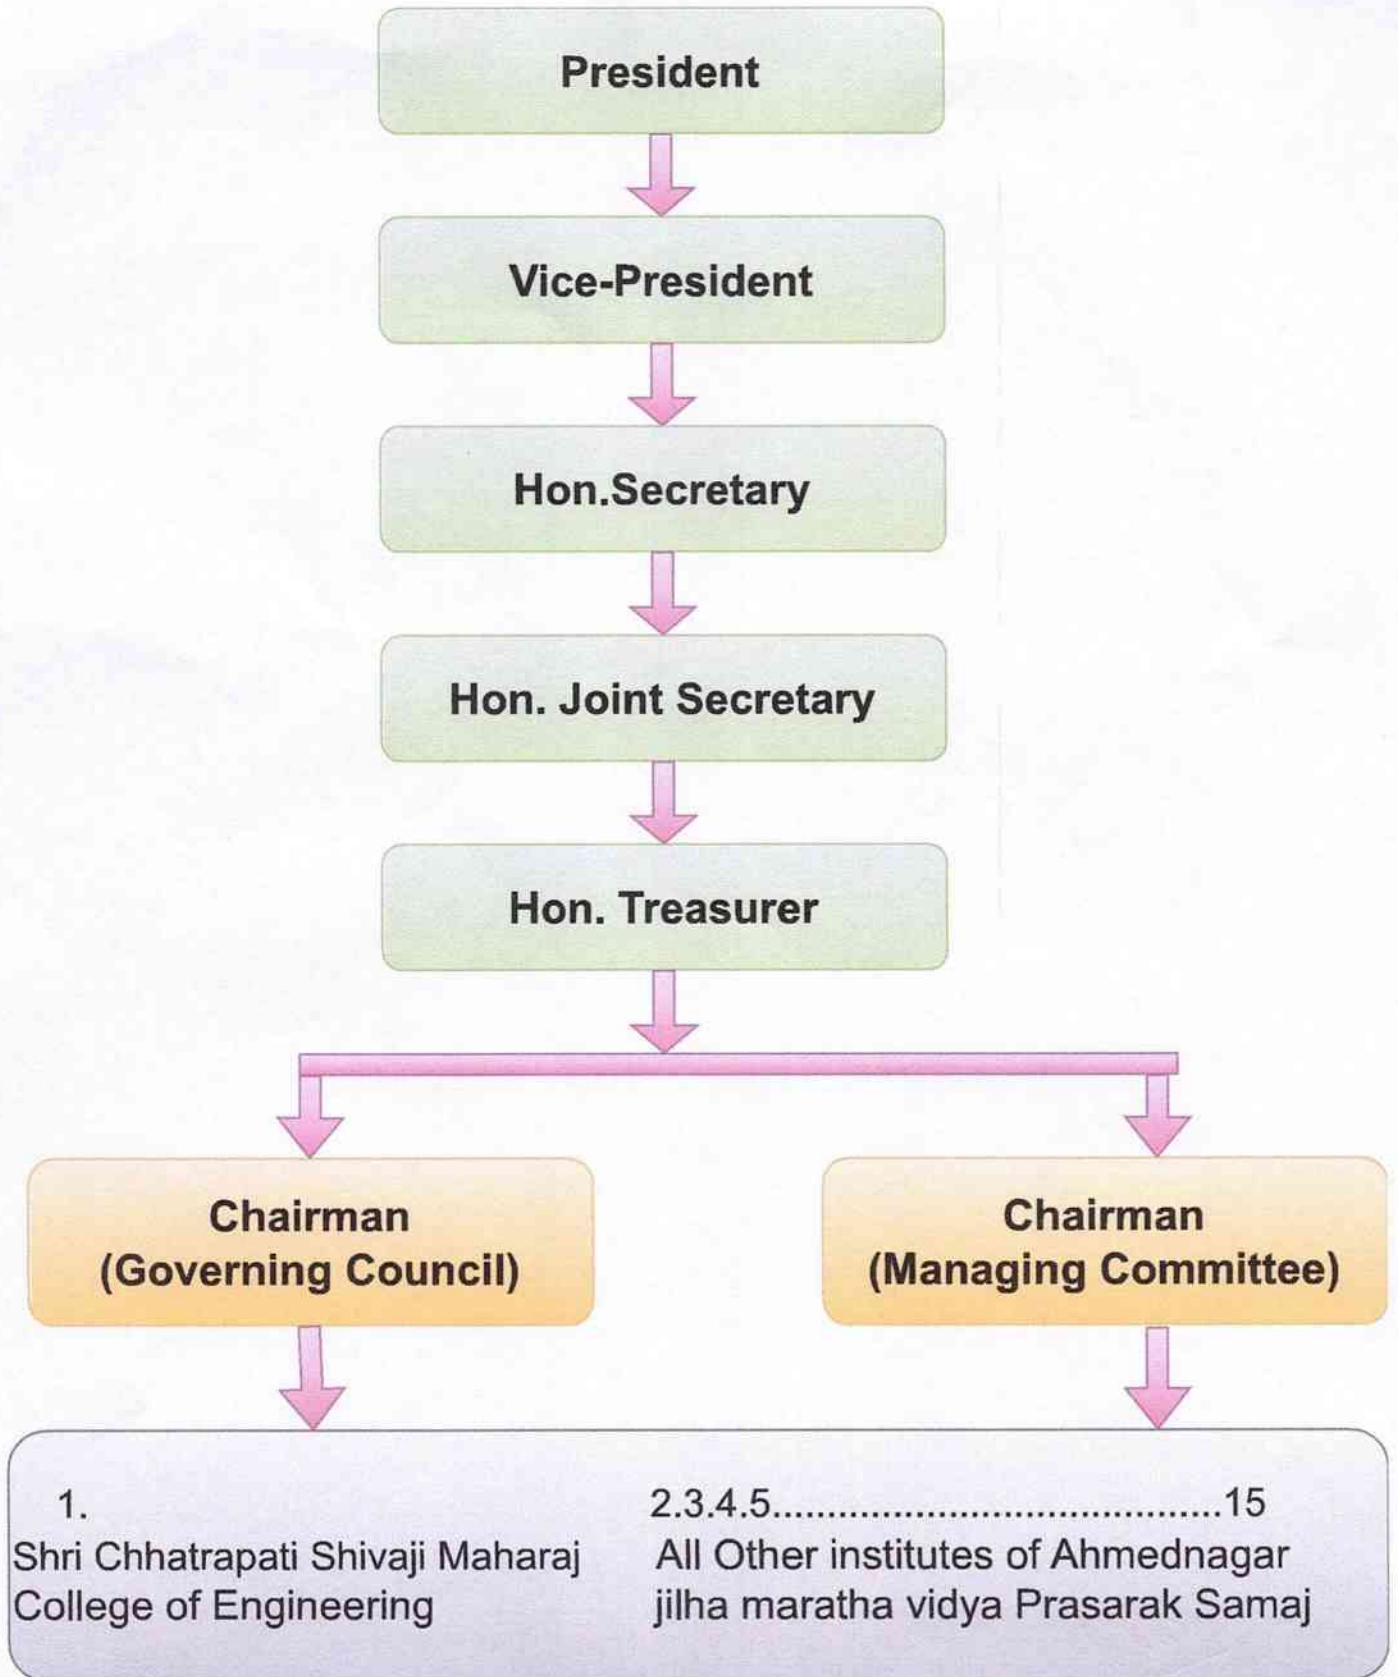 President
Vice-President
Hon.Secretary
Hon. Joint Secretary
Hon. Treasurer
Chairman
(Governing Council)
Chairman
(Managing Committee)
1.
Shri Chhatrapati Shivaji Maharaj
College of Engineering
2.3.4.5........................................15
All Other institutes of Ahmednagar
jilha maratha vidya Prasarak Samaj